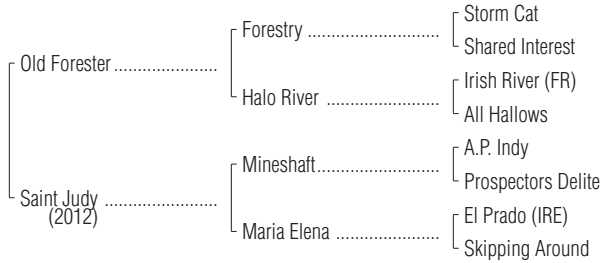 Storm Cat
Forestry
Shared Interest
Old Forester
Irish River (FR)
Halo River
All Hallows
A.P. Indy
Mineshaft
Prospectors Delite
Saint Judy
(2012)
El Prado (IRE)
Maria Elena
Skipping Around